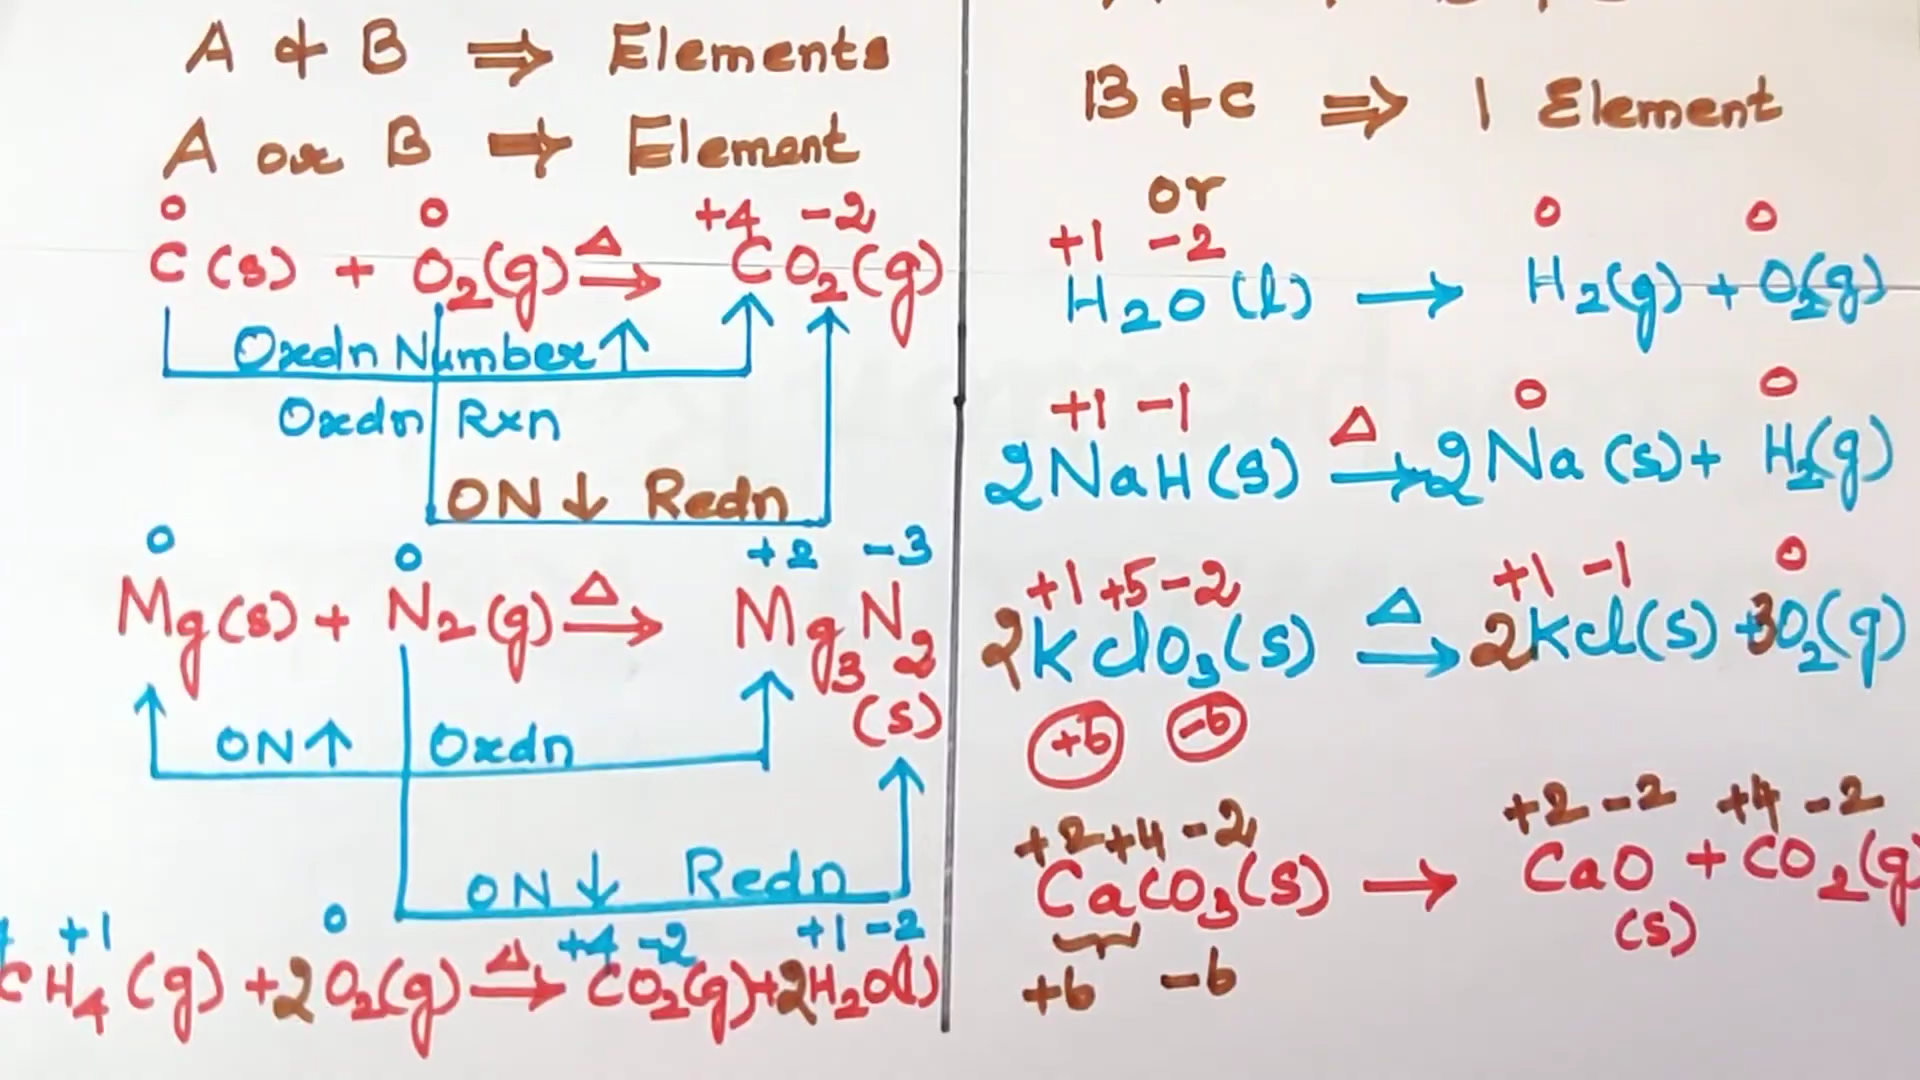 A & B ⇒ Elements
A or B ⇒ Element
0 0 +4 -2
C (s) + O2(g) Δ→ CO2(g)
Oxdn Number ↑
Oxdn Rxn
ON ↓ Redn
0 0 +2 -3
Mg(s) + N2(g) Δ→ Mg3N2
(s)
ON ↑ Oxdn
ON ↓ Redn
+1 0 +4 -2 +1 -2
CH4(g) + 2O2(g) Δ→ CO2(g) + 2H2O(l)
B & C ⇒ 1 Element
or
+1 -2 0 0
H2O(l) → H2(g) + O2(g)
+1 -1 0 0
2NaH(s) Δ→ 2Na(s) + H2(g)
+1 +5 -2 +1 -1 0
2KClO3(s) Δ→ 2KCl(s) + 3O2(g)
+6 -6
+2 +4 -2 +2 -2 +4 -2
CaCO3(s) → CaO + CO2(g)
(s)
+6 -6